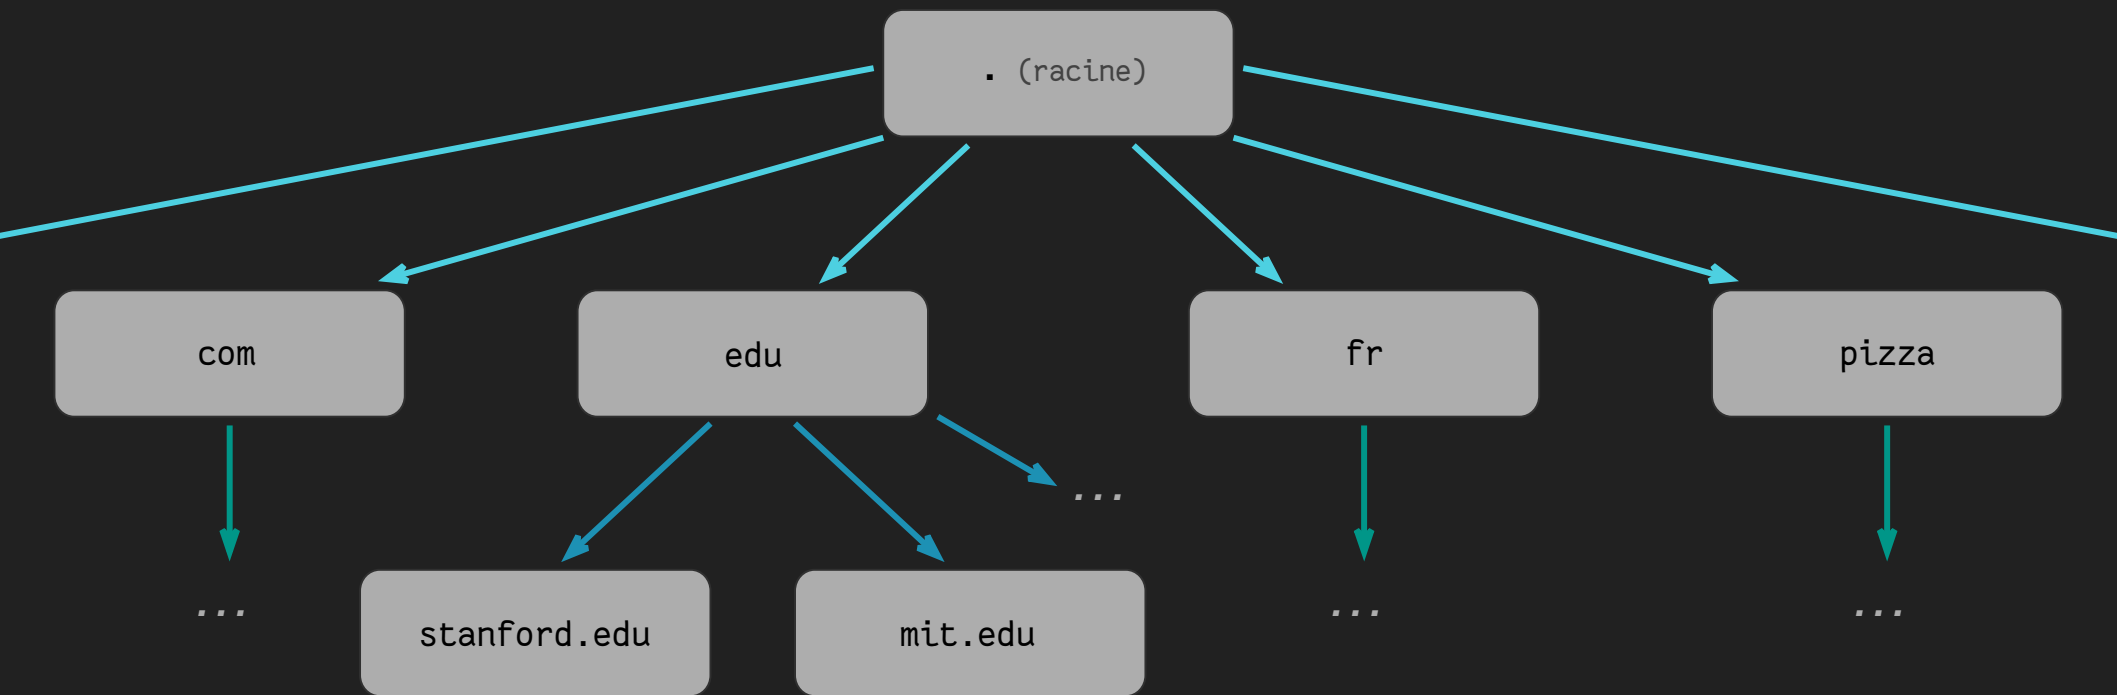 . (racine)
com
edu
fr
pizza
...
...
stanford.edu
mit.edu
...
...